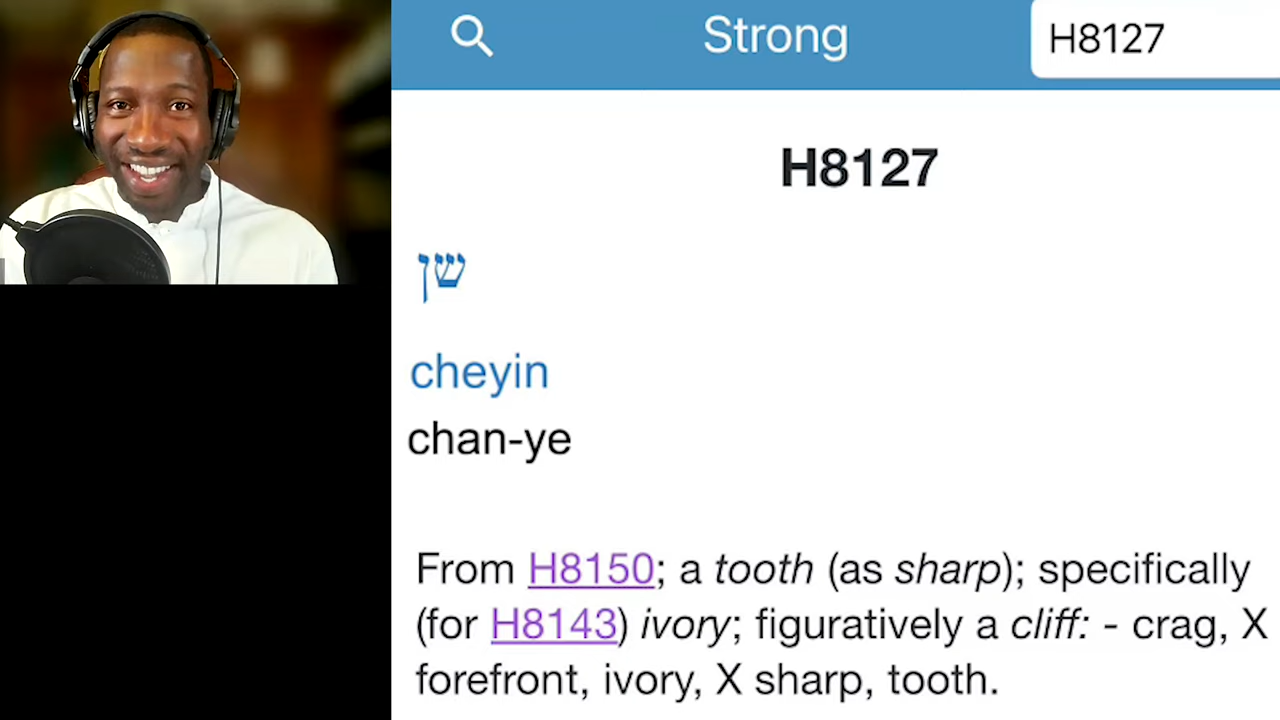 Strong
H8127
H8127
שן
cheyin
chan-ye
From H8150; a tooth (as sharp); specifically
(for H8143) ivory; figuratively a cliff: - crag, X
forefront, ivory, X sharp, tooth.